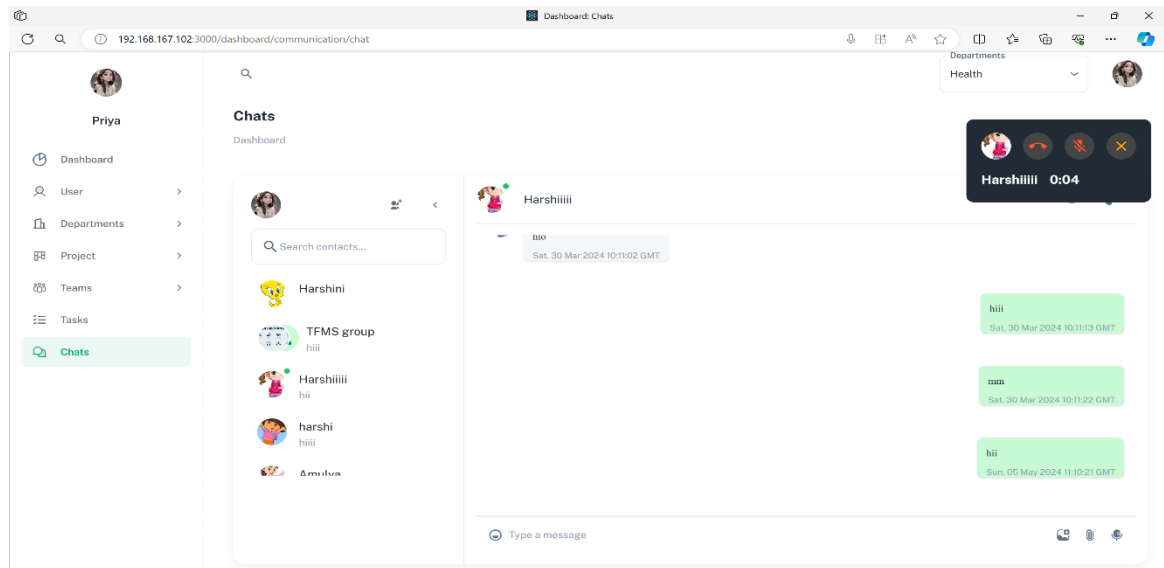 Dashboard: Chats
192.168.167.102:3000/dashboard/communication/chat
Priya
Dashboard
User
Departments
Project
Teams
Tasks
Chats
Departments
Health
Chats
Dashboard
Harshiiiii 0:04
Search contacts...
Harshini
TFMS group
hiii
Harshiiiii
hii
harshi
hiiii
Amulya
Harshiiiii
hlo
Sat, 30 Mar 2024 10:11:02 GMT
hiii
Sat, 30 Mar 2024 10:11:13 GMT
mm
Sat, 30 Mar 2024 10:11:22 GMT
hii
Sun, 05 May 2024 11:10:21 GMT
Type a message